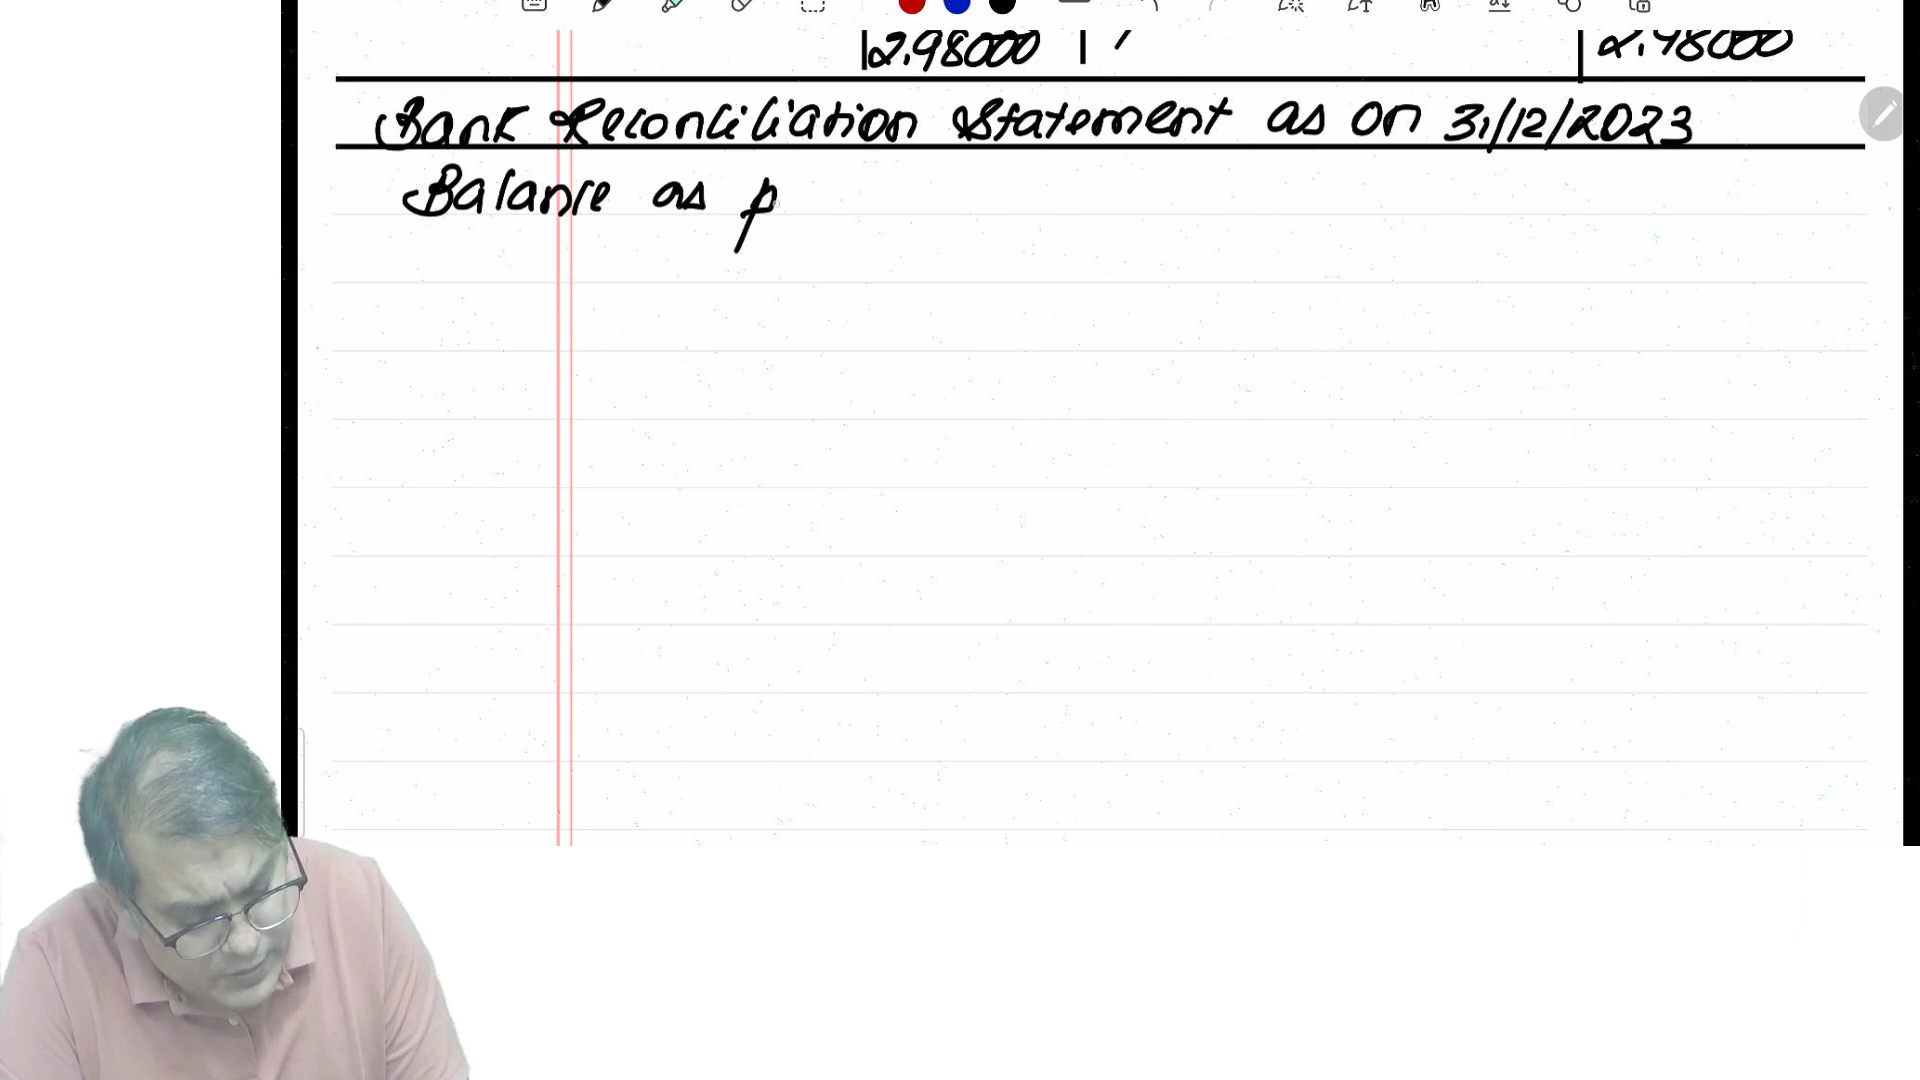 2,98000 2,98000
Bank Reconciliation Statement as on 31/12/2023
Balance as p